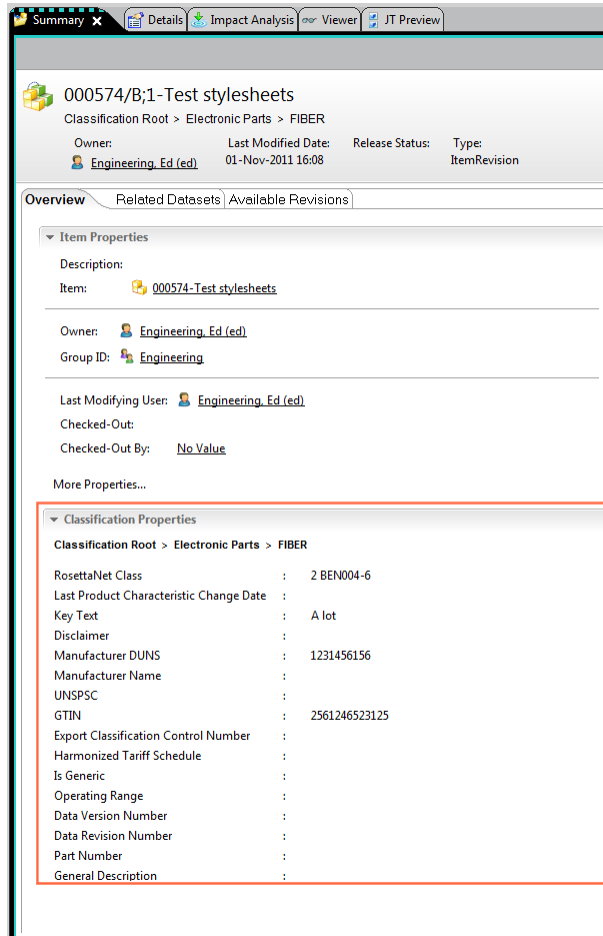 Summary Details Impact Analysis Viewer JT Preview
000574/B;1-Test stylesheets
Classification Root > Electronic Parts > FIBER
Owner: Last Modified Date: Release Status: Type:
Engineering, Ed (ed) 01-Nov-2011 16:08 ItemRevision
Overview Related Datasets Available Revisions
Item Properties
Description:
Item: 000574-Test stylesheets
Owner: Engineering, Ed (ed)
Group ID: Engineering
Last Modifying User: Engineering, Ed (ed)
Checked-Out:
Checked-Out By: No Value
More Properties...
Classification Properties
Classification Root > Electronic Parts > FIBER
RosettaNet Class : 2 BEN004-6
Last Product Characteristic Change Date :
Key Text : A lot
Disclaimer :
Manufacturer DUNS : 1231456156
Manufacturer Name :
UNSPSC :
GTIN : 2561246523125
Export Classification Control Number :
Harmonized Tariff Schedule :
Is Generic :
Operating Range :
Data Version Number :
Data Revision Number :
Part Number :
General Description :